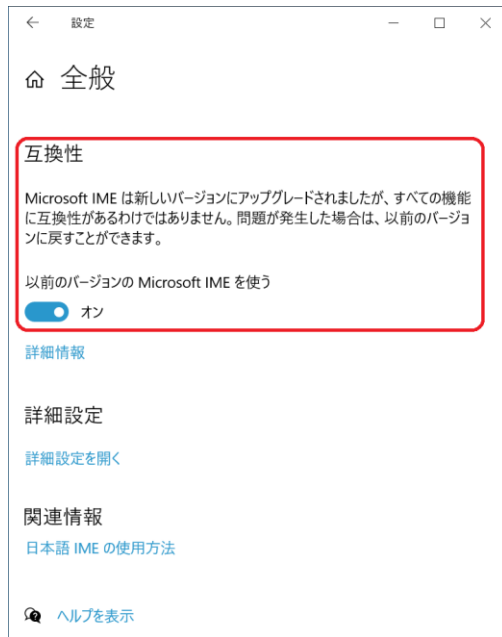 設定
全般
互換性
Microsoft IME は新しいバージョンにアップグレードされましたが、すべての機能
に互換性があるわけではありません。問題が発生した場合は、以前のバージョ
ンに戻すことができます。
以前のバージョンの Microsoft IME を使う
オン
詳細情報
詳細設定
詳細設定を開く
関連情報
日本語 IME の使用方法
ヘルプを表示